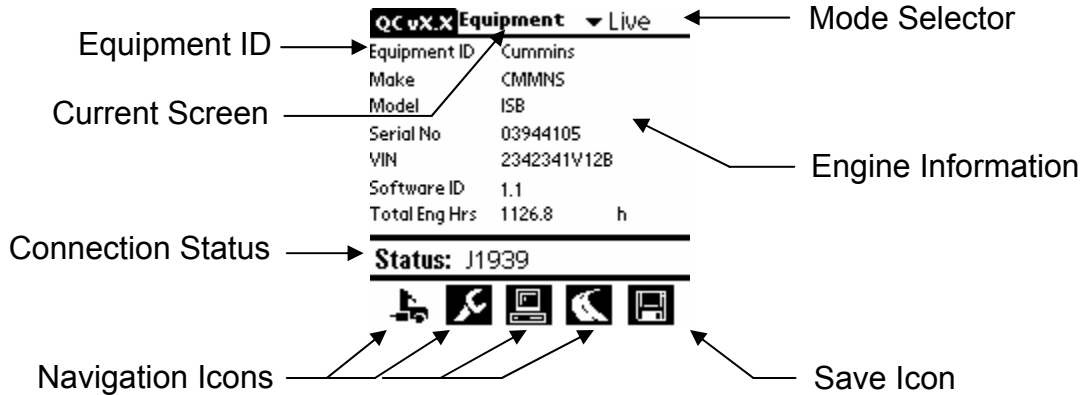 QC vX.X Equipment Live
Mode Selector
Equipment ID
Equipment ID Cummins
Make CMMNS
Current Screen
Model ISB
Serial No 03944105
VIN 2342341V12B
Engine Information
Software ID 1.1
Total Eng Hrs 1126.8 h
Connection Status
Status: J1939
Navigation Icons
Save Icon